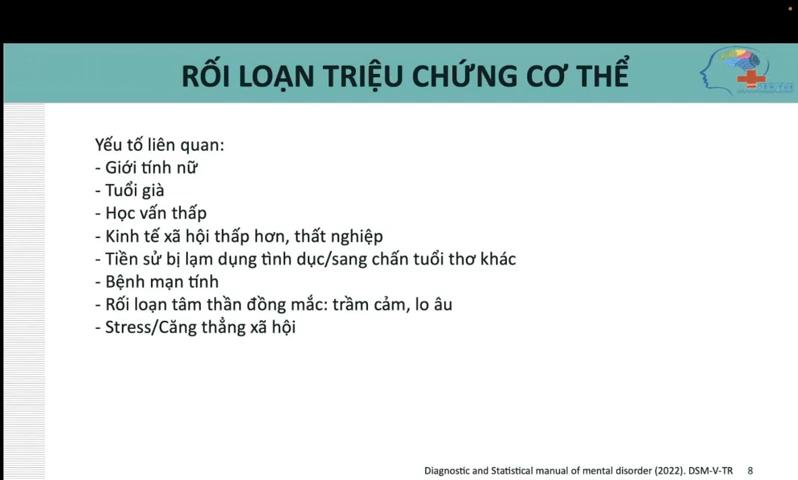 RỐI LOẠN TRIỆU CHỨNG CƠ THỂ
Yếu tố liên quan:
- Giới tính nữ
- Tuổi già
- Học vấn thấp
- Kinh tế xã hội thấp hơn, thất nghiệp
- Tiền sử bị lạm dụng tình dục/sang chấn tuổi thơ khác
- Bệnh mạn tính
- Rối loạn tâm thần đồng mắc: trầm cảm, lo âu
- Stress/Căng thẳng xã hội
Diagnostic and Statistical manual of mental disorder (2022). DSM-V-TR 8